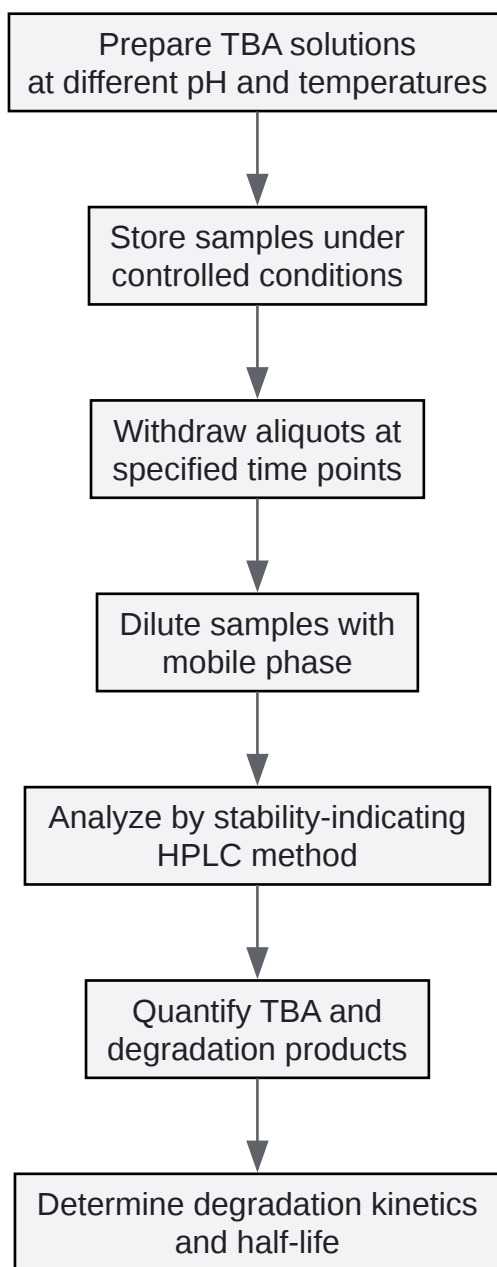 Prepare TBA solutions
at different pH and temperatures
Store samples under
controlled conditions
Withdraw aliquots at
specified time points
Dilute samples with
mobile phase
Analyze by stability-indicating
HPLC method
Quantify TBA and
degradation products
Determine degradation kinetics
and half-life